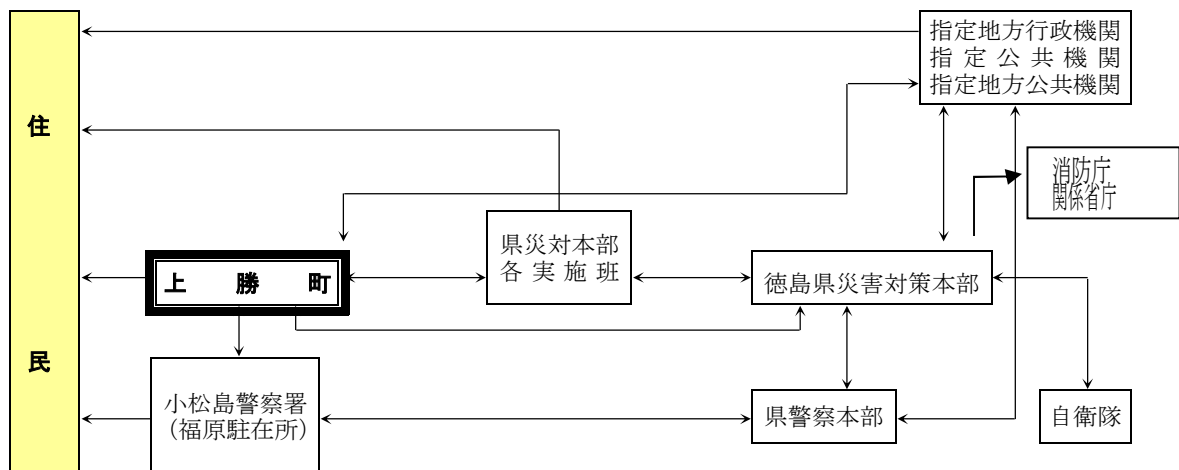 住
民
指定地方行政機関
指定公共機関
指定地方公共機関
消防庁
関係省庁
県災対本部
各実施班
上勝町
徳島県災害対策本部
小松島警察署
（福原駐在所）
県警察本部
自衛隊